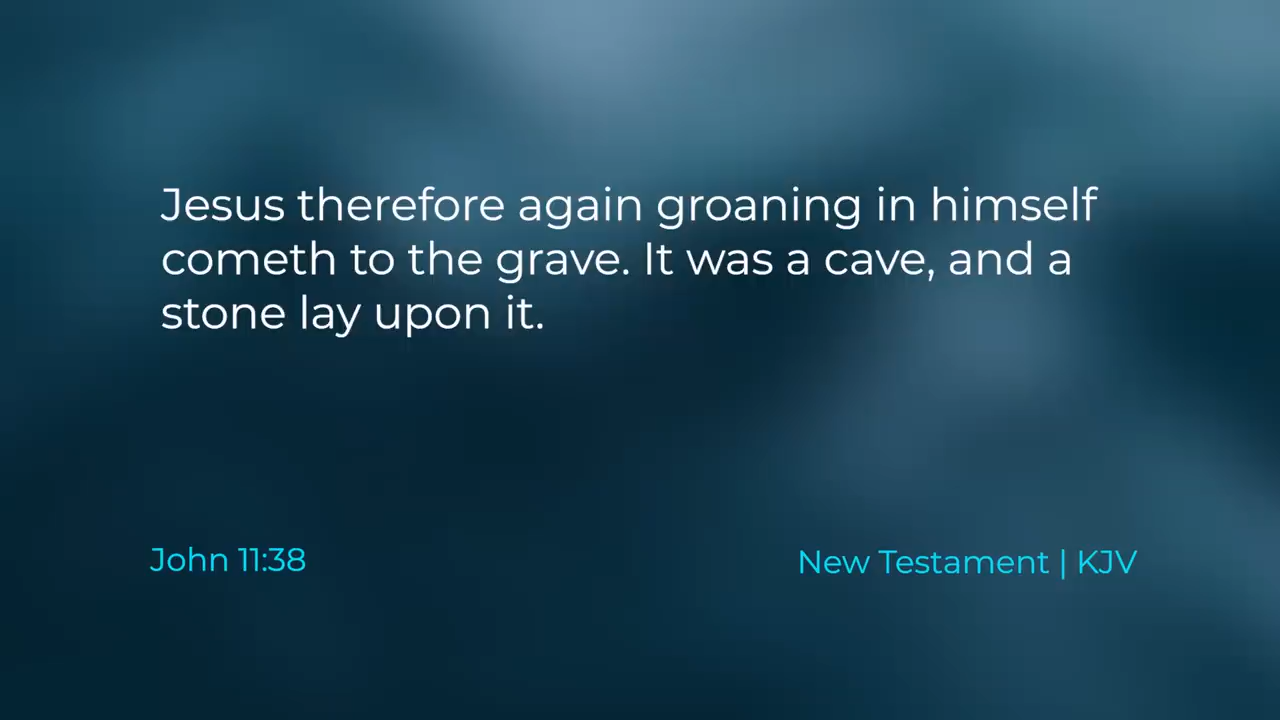 Jesus therefore again groaning in himself
cometh to the grave. It was a cave, and a
stone lay upon it.
John 11:38
New Testament | KJV